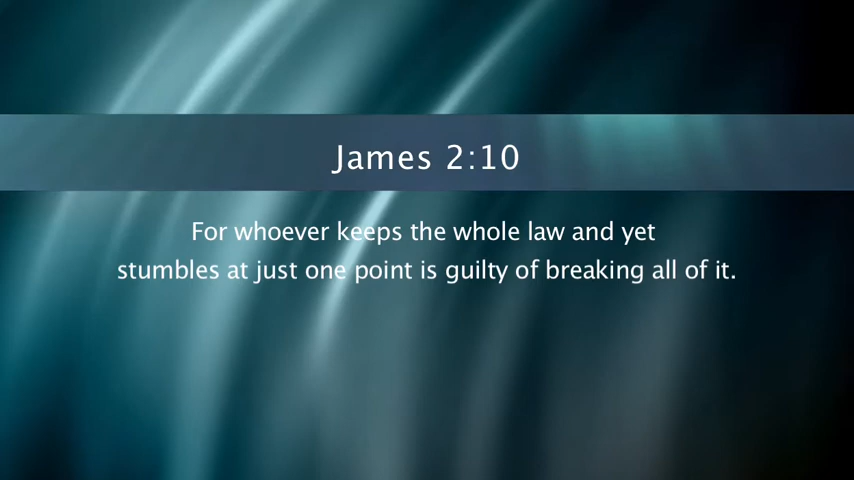 James 2:10
For whoever keeps the whole law and yet
stumbles at just one point is guilty of breaking all of it.